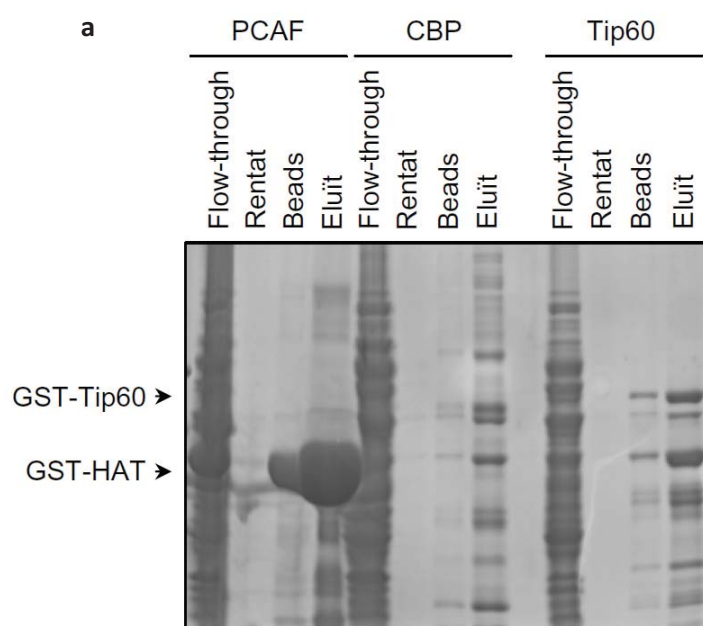 a
PCAF CBP Tip60
Flow-through Rentat Beads Eluït Flow-through Rentat Beads Eluït Flow-through Rentat Beads Eluït
GST-Tip60
GST-HAT